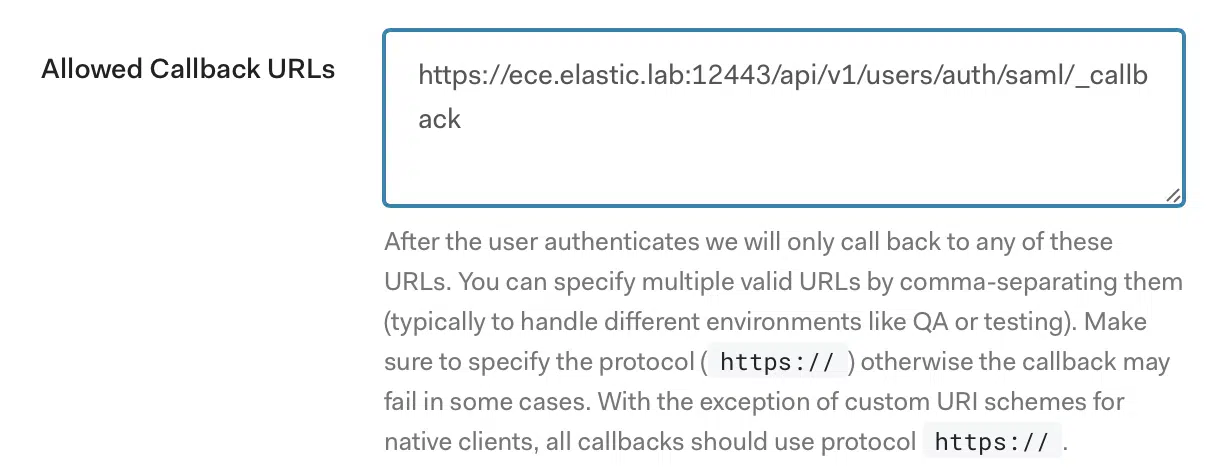 Allowed Callback URLs
https://ece.elastic.lab:12443/api/v1/users/auth/saml/_callb
ack
After the user authenticates we will only call back to any of these
URLs. You can specify multiple valid URLs by comma-separating them
(typically to handle different environments like QA or testing). Make
sure to specify the protocol ( https:// ) otherwise the callback may
fail in some cases. With the exception of custom URI schemes for
native clients, all callbacks should use protocol https:// .